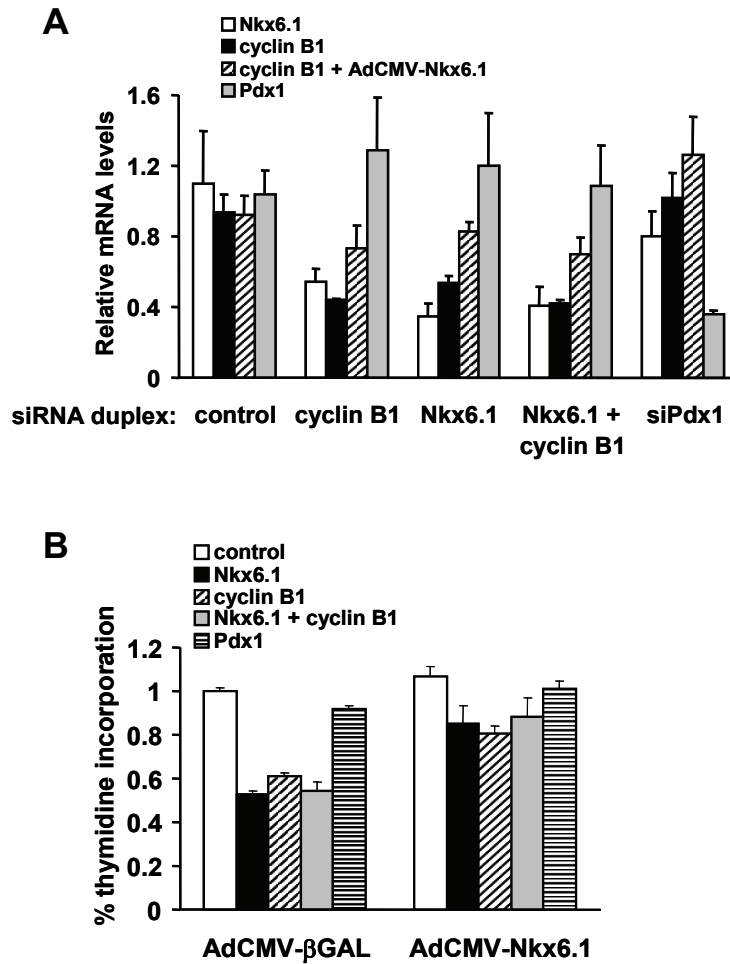 A
Nkx6.1
cyclin B1
cyclin B1 + AdCMV-Nkx6.1
Pdx1
Relative mRNA levels
1.6
1.2
0.8
0.4
0
siRNA duplex: control cyclin B1 Nkx6.1 Nkx6.1 + siPdx1
cyclin B1
B
control
Nkx6.1
cyclin B1
Nkx6.1 + cyclin B1
Pdx1
% thymidine incorporation
1.2
1
0.8
0.6
0.4
0.2
0
AdCMV-βGAL AdCMV-Nkx6.1